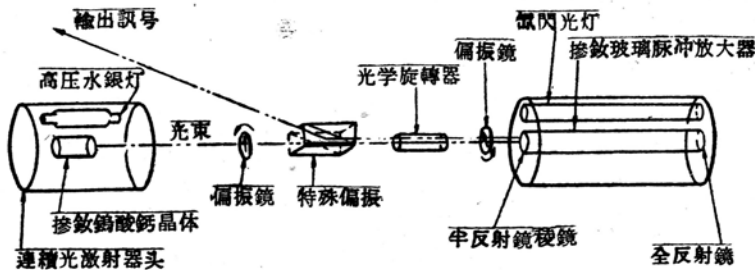 輸出訊号
氙閃光灯
偏振鏡
摻釹玻璃脉冲放大器
高压水銀灯
光学旋轉器
光束
偏振鏡
特殊偏振
摻釹鎢酸鈣晶体
半反射鏡稜鏡
全反射鏡
連續光激射器头